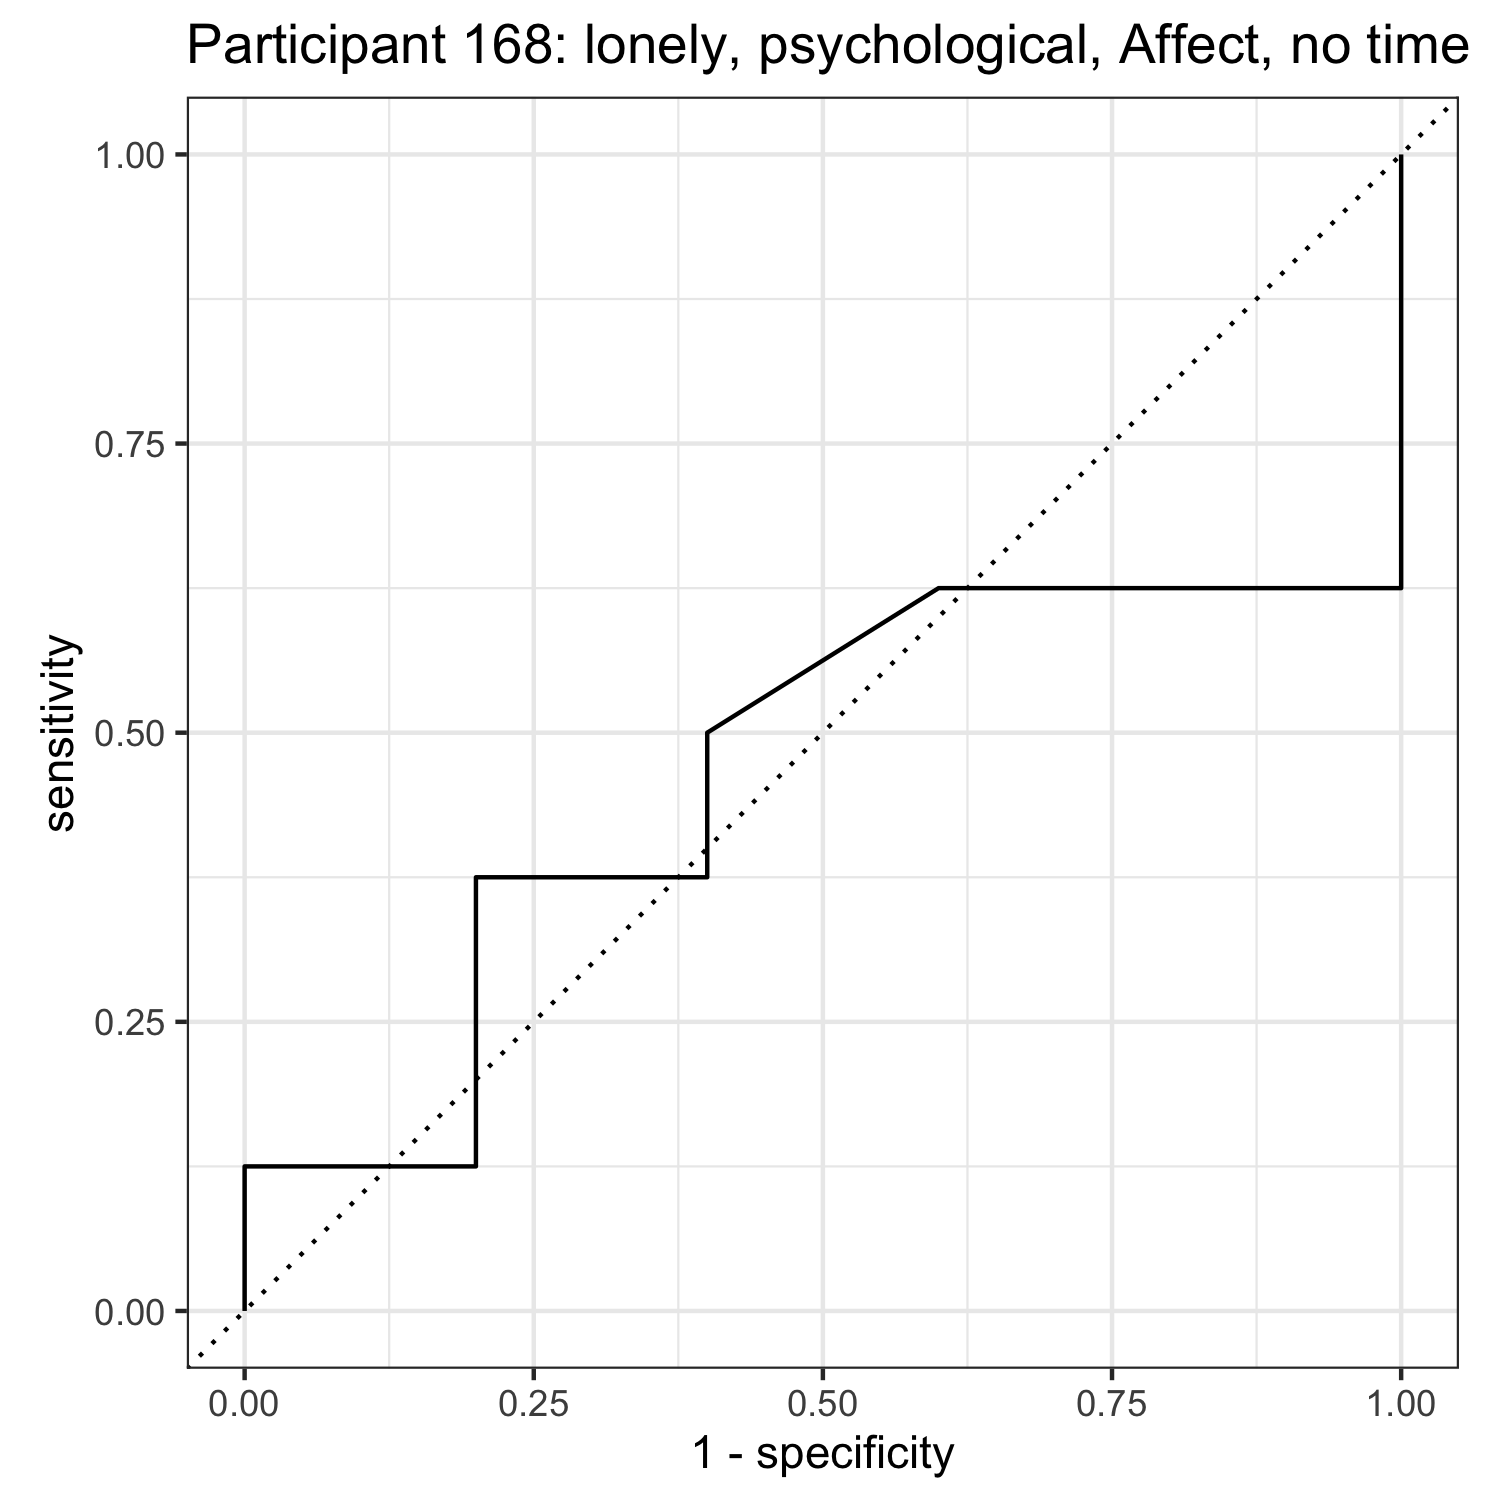 Participant 168: lonely, psychological, Affect, no time
1.00
0.75
0.50
0.25
0.00
sensitivity
0.00 0.25 0.50 0.75 1.00
1 - specificity